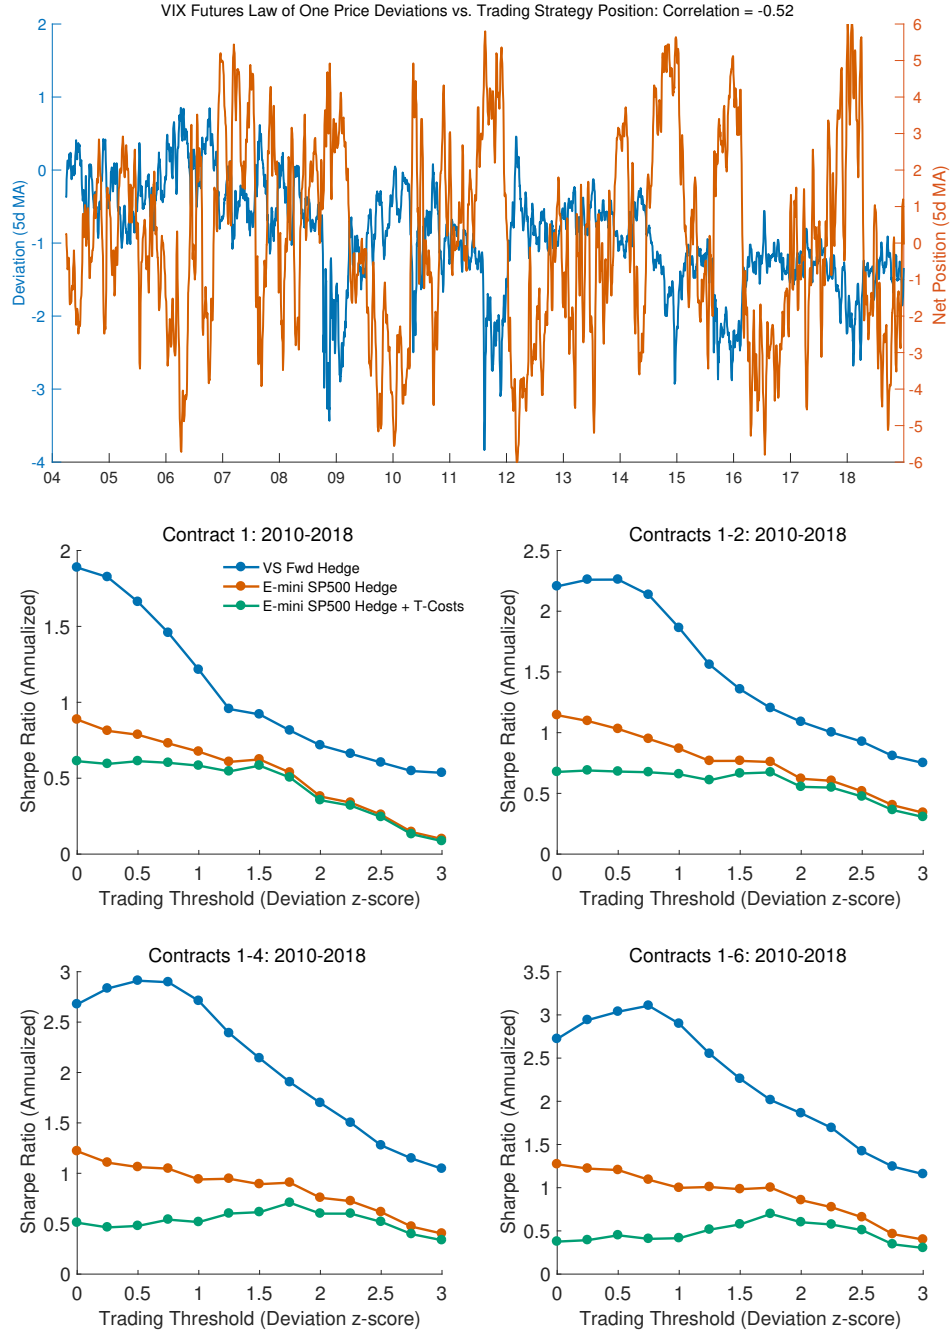 VIX Futures Law of One Price Deviations vs. Trading Strategy Position: Correlation = -0.52
Deviation (5d MA)
2
1
0
-1
-2
-3
-4
Net Position (5d MA)
6
5
4
3
2
1
0
-1
-2
-3
-4
-5
-6
04 05 06 07 08 09 10 11 12 13 14 15 16 17 18
Contract 1: 2010-2018
Sharpe Ratio (Annualized)
2
1.5
1
0.5
0
VS Fwd Hedge
E-mini SP500 Hedge
E-mini SP500 Hedge + T-Costs
0 0.5 1 1.5 2 2.5 3
Trading Threshold (Deviation z-score)
Contracts 1-2: 2010-2018
Sharpe Ratio (Annualized)
2.5
2
1.5
1
0.5
0
0 0.5 1 1.5 2 2.5 3
Trading Threshold (Deviation z-score)
Contracts 1-4: 2010-2018
Sharpe Ratio (Annualized)
3
2.5
2
1.5
1
0.5
0
0 0.5 1 1.5 2 2.5 3
Trading Threshold (Deviation z-score)
Contracts 1-6: 2010-2018
Sharpe Ratio (Annualized)
3.5
3
2.5
2
1.5
1
0.5
0
0 0.5 1 1.5 2 2.5 3
Trading Threshold (Deviation z-score)